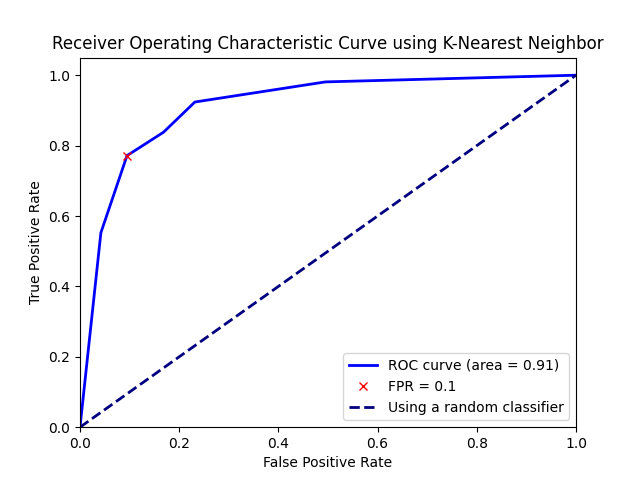 Receiver Operating Characteristic Curve using K-Nearest Neighbor
1.0
0.8
0.6
0.4
0.2
0.0
True Positive Rate
ROC curve (area = 0.91)
FPR = 0.1
Using a random classifier
0.0 0.2 0.4 0.6 0.8 1.0
False Positive Rate